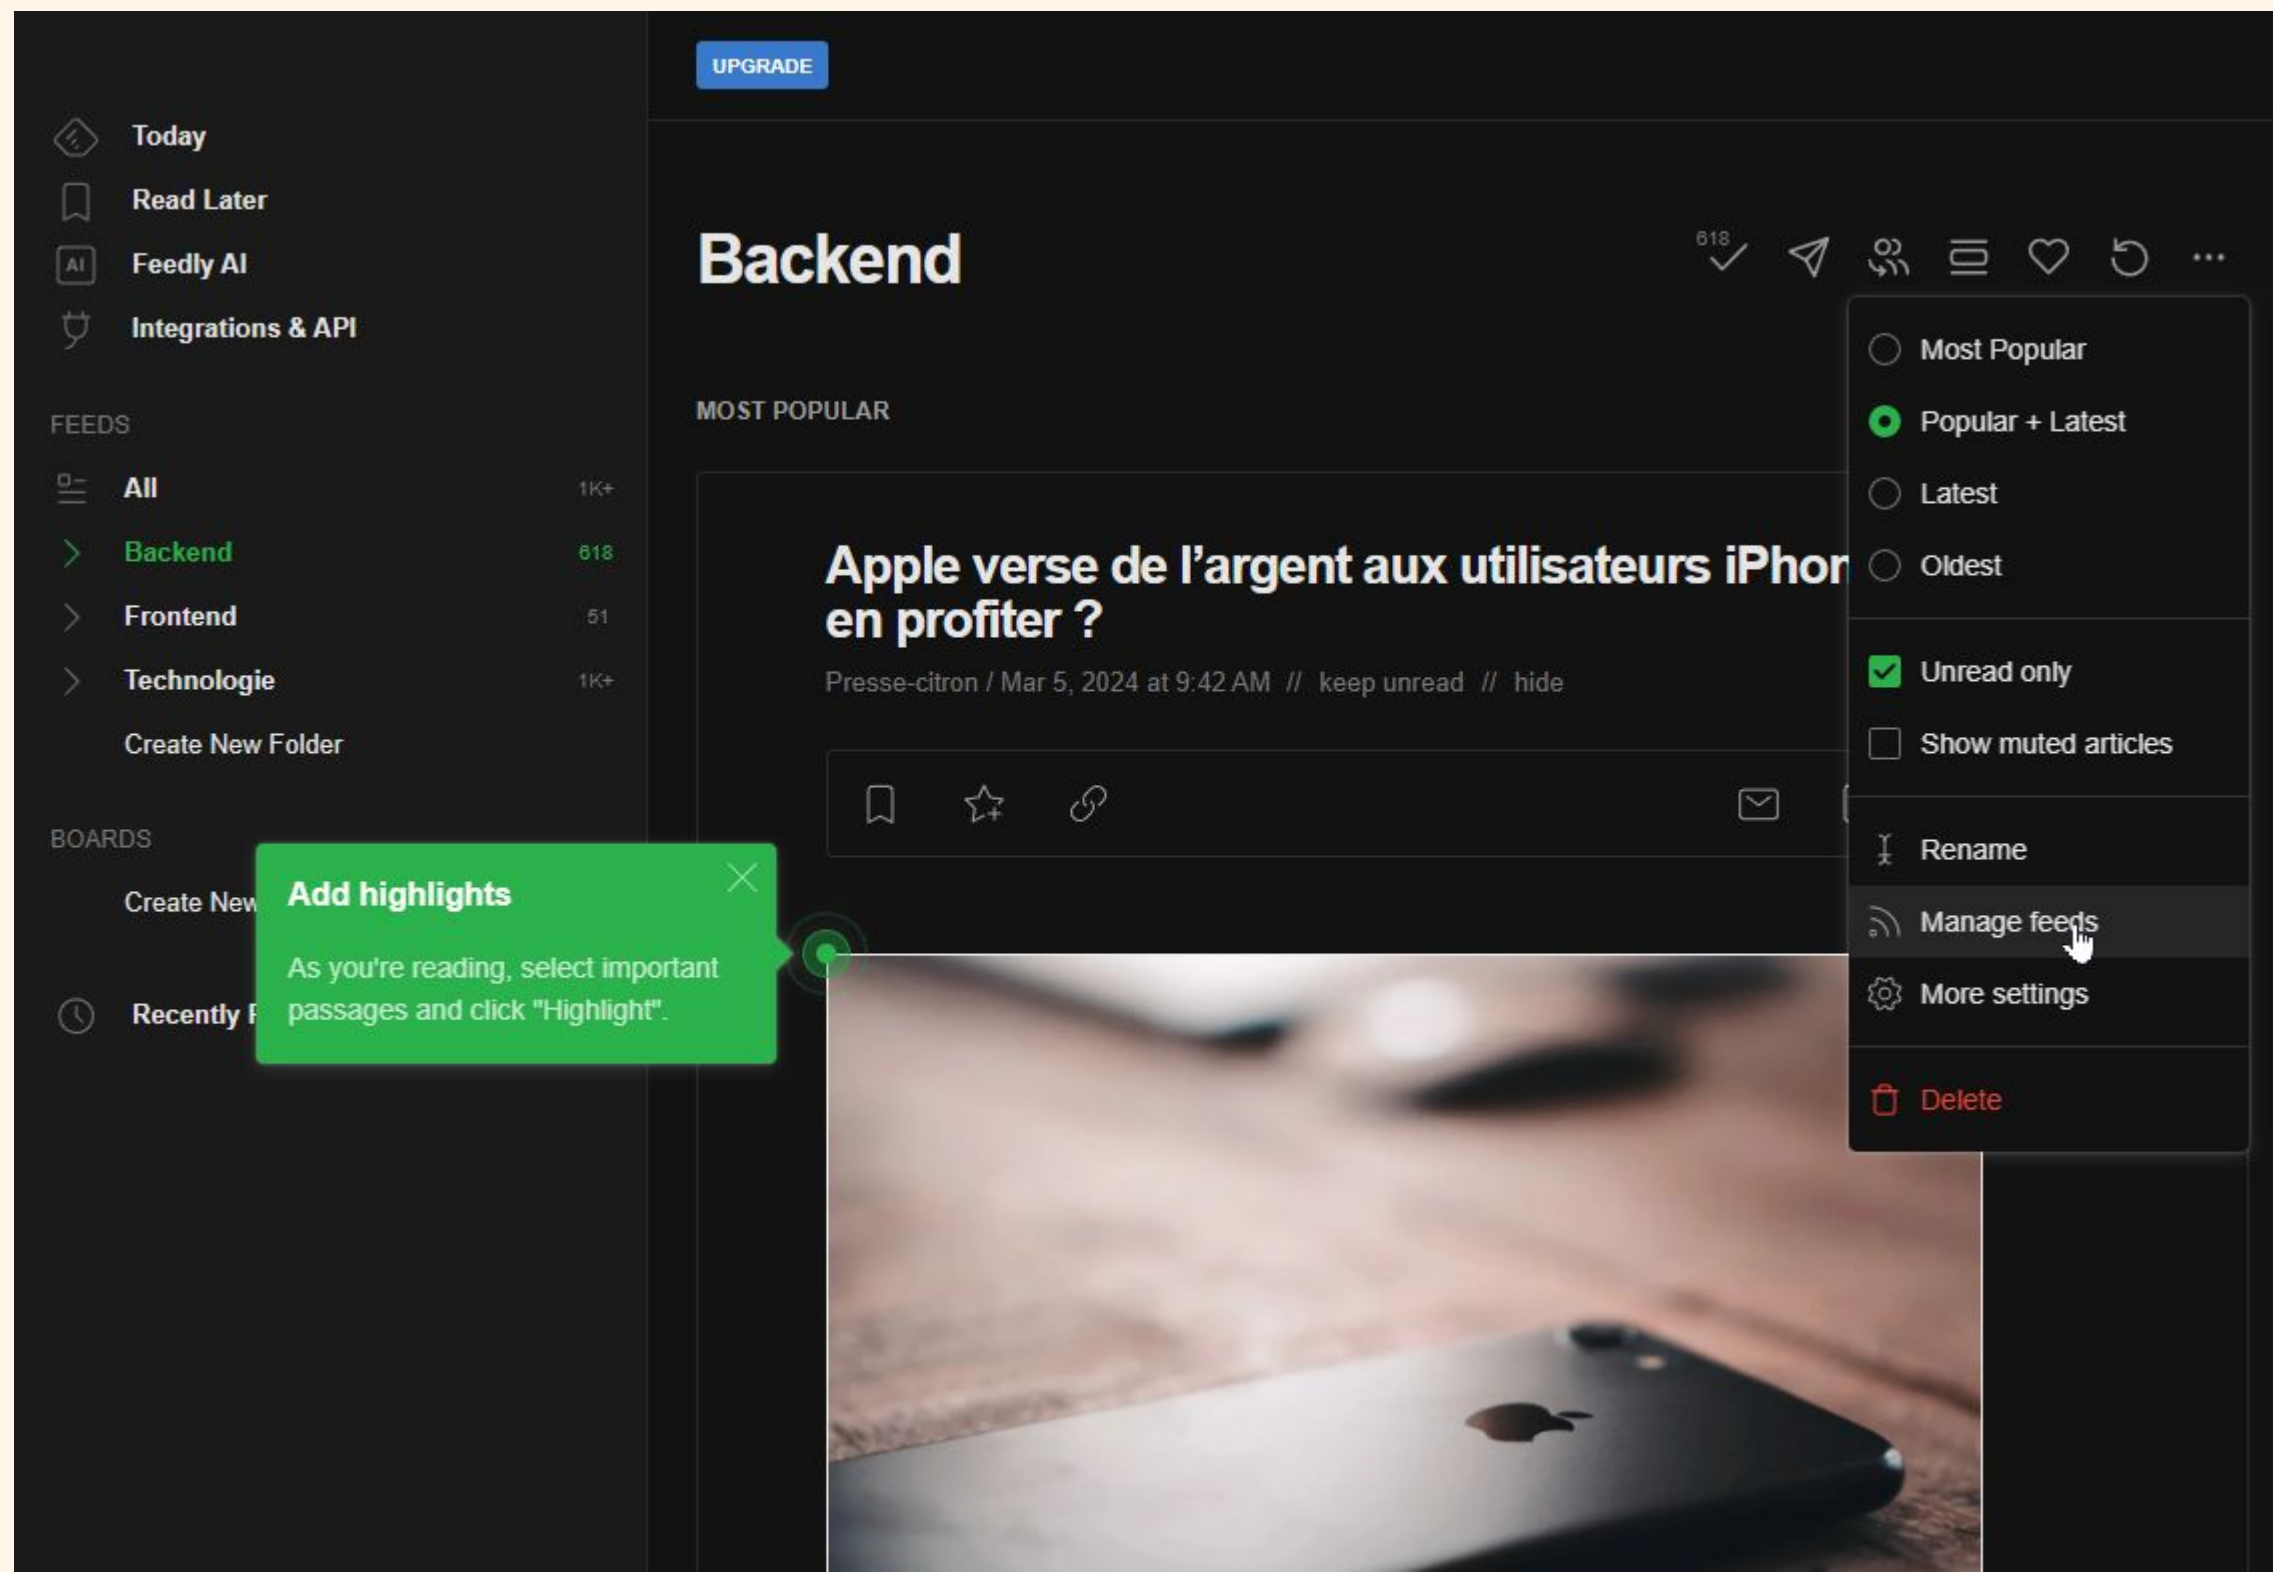 UPGRADE
Today
Read Later
AI
Feedly AI
Integrations & API
FEEDS
All 1K+
Backend 618
Frontend 51
Technologie 1K+
Create New Folder
BOARDS
Create New
Recently
Add highlights
As you're reading, select important
passages and click "Highlight".
Backend
618
MOST POPULAR
Apple verse de l’argent aux utilisateurs iPhon
en profiter ?
Presse-citron / Mar 5, 2024 at 9:42 AM // keep unread // hide
Most Popular
Popular + Latest
Latest
Oldest
Unread only
Show muted articles
Rename
Manage feeds
More settings
Delete